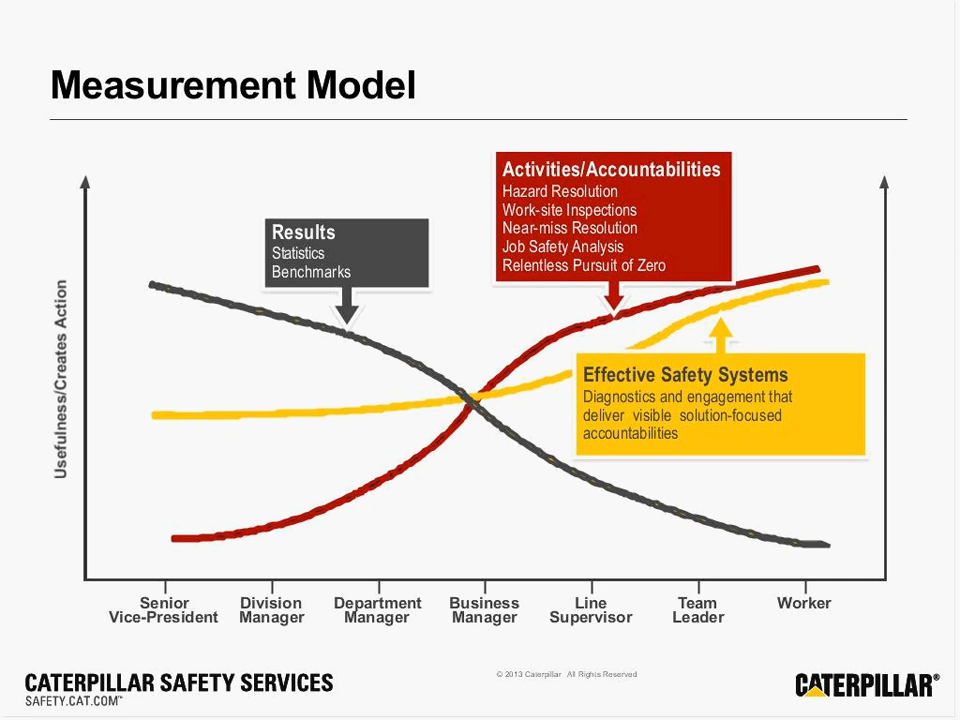 Measurement Model
Activities/Accountabilities
Hazard Resolution
Work-site Inspections
Near-miss Resolution
Job Safety Analysis
Relentless Pursuit of Zero
Results
Statistics
Benchmarks
Effective Safety Systems
Diagnostics and engagement that
deliver visible solution-focused
accountabilities
Usefulness/Creates Action
Senior
Vice-President
Division
Manager
Department
Manager
Business
Manager
Line
Supervisor
Team
Leader
Worker
CATERPILLAR SAFETY SERVICES
SAFETY.CAT.COM™
© 2013 Caterpillar All Rights Reserved
CATERPILLAR®